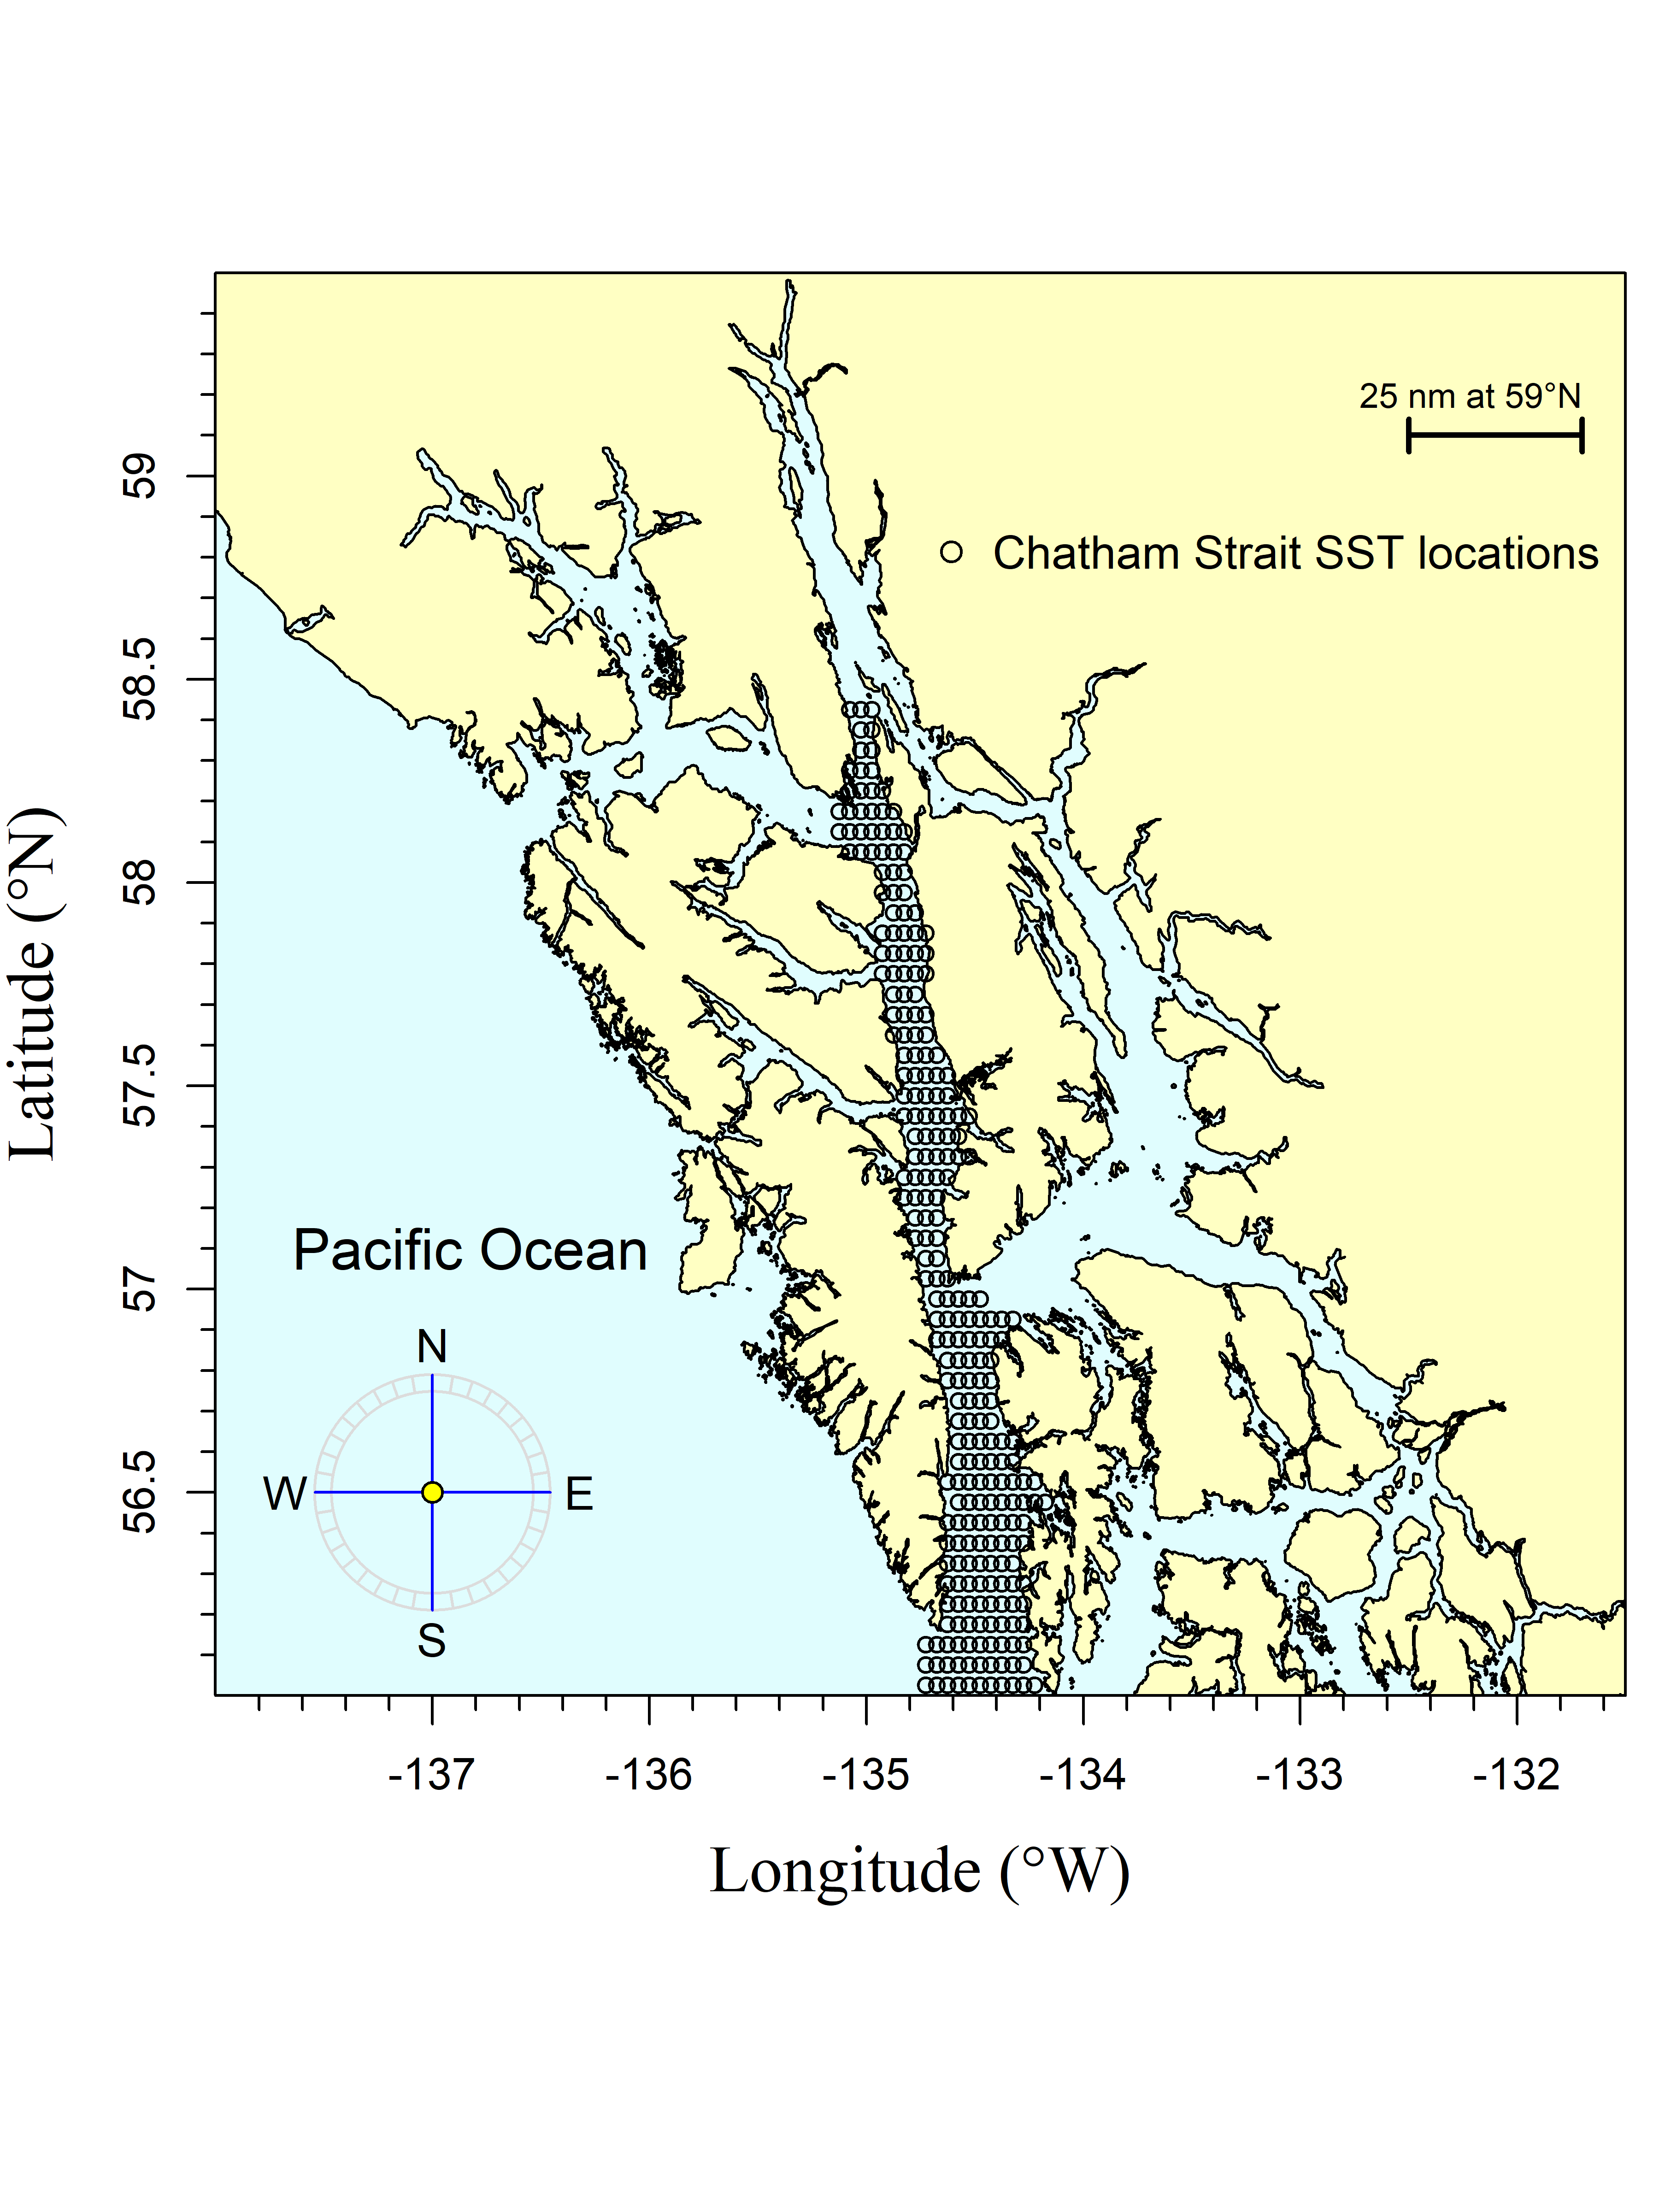 25 nm at 59°N
Chatham Strait SST locations
Pacific Ocean
N
W
E
S
59
58.5
58
57.5
57
56.5
Latitude (°N)
-137
-136
-135
-134
-133
-132
Longitude (°W)